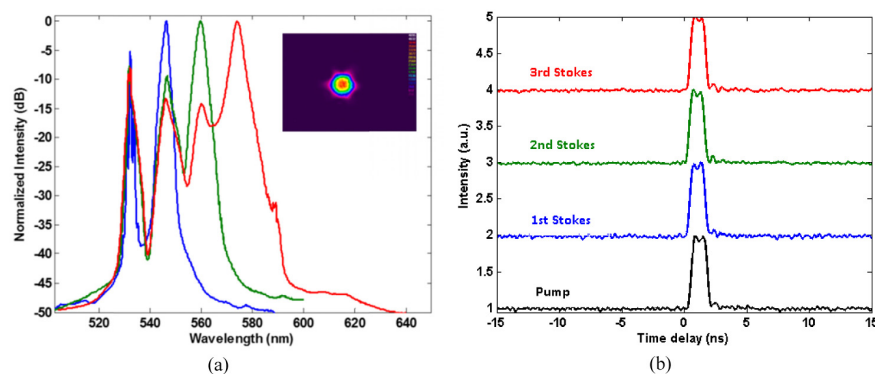 0
-5
-10
-15
-20
-25
-30
-35
-40
-45
-50
Normalized Intensity (dB)
520 540 560 580 600 620 640
Wavelength (nm)
(a)
5
4.5
4
3.5
3
2.5
2
1.5
1
Intensity (a.u.)
3rd Stokes
2nd Stokes
1st Stokes
Pump
-15 -10 -5 0 5 10 15
Time delay (ns)
(b)